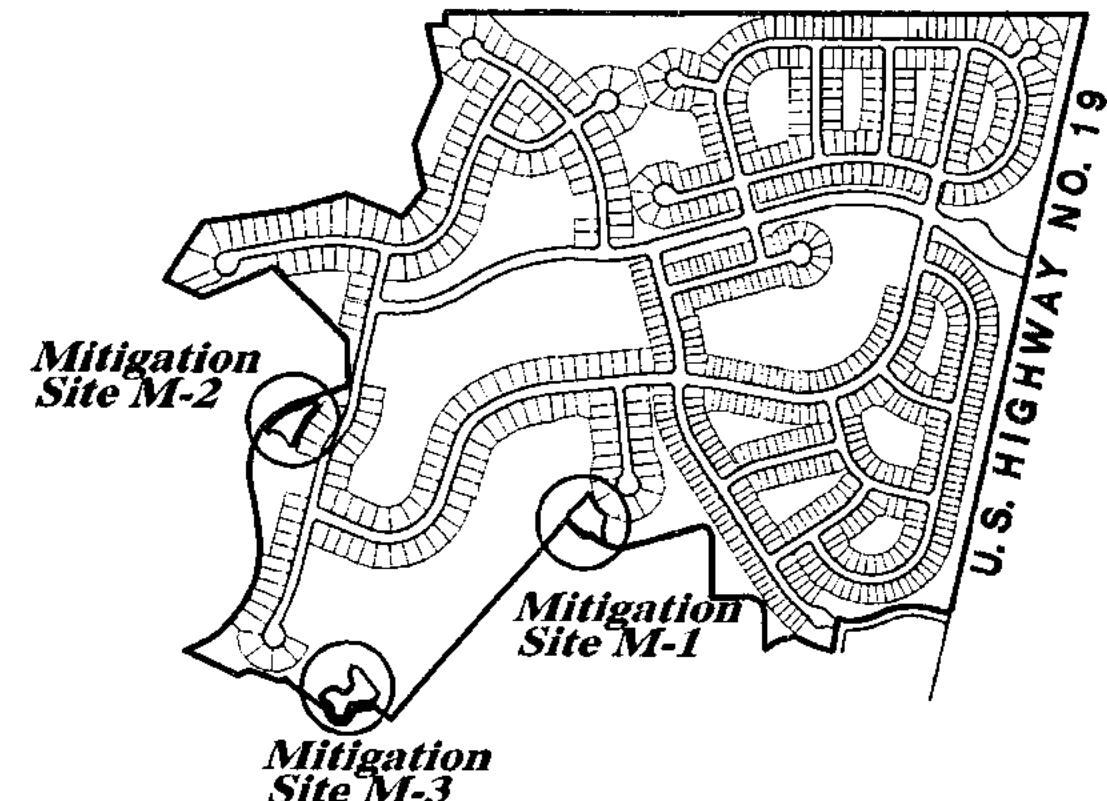 U.S. HIGHWAY NO. 19
Mitigation
Site M-2
Mitigation
Site M-1
Mitigation
Site M-3